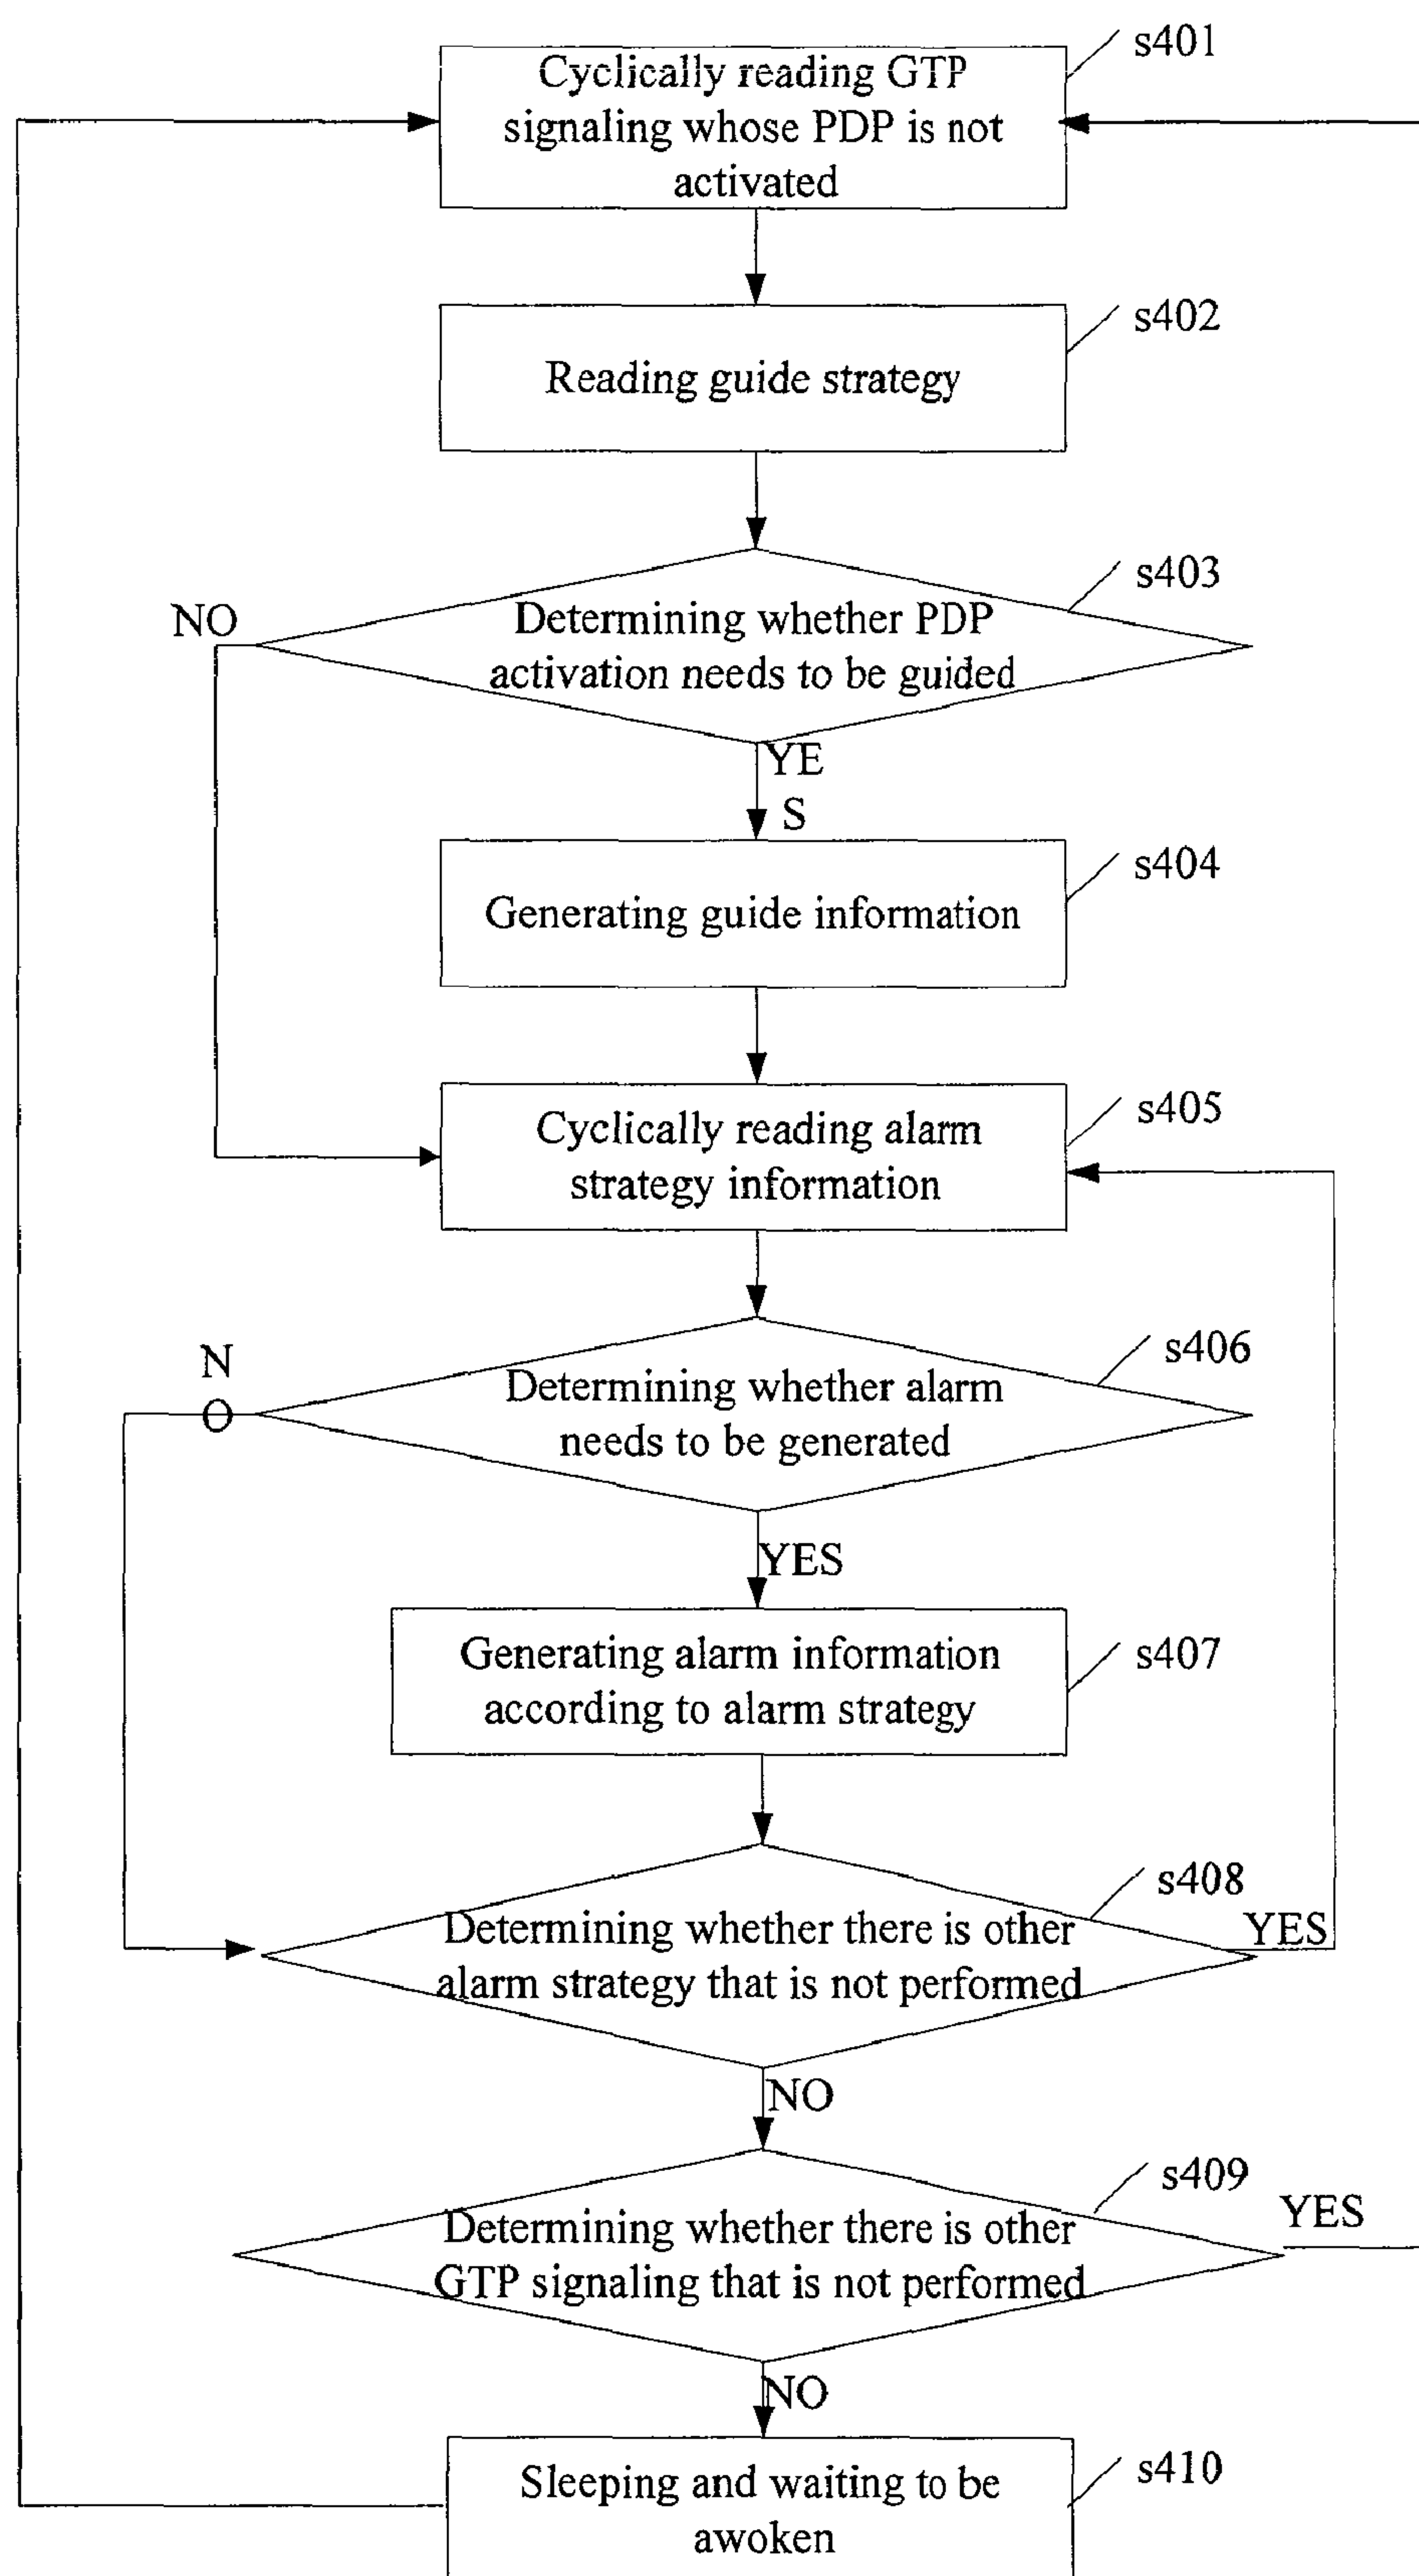 s401
Cyclically reading GTP
signaling whose PDP is not
activated
s402
Reading guide strategy
s403
NO
Determining whether PDP
activation needs to be guided
YE
S
s404
Generating guide information
s405
Cyclically reading alarm
strategy information
s406
N
O
Determining whether alarm
needs to be generated
YES
s407
Generating alarm information
according to alarm strategy
s408
Determining whether there is other
alarm strategy that is not performed
YES
NO
s409
Determining whether there is other
GTP signaling that is not performed
YES
NO
s410
Sleeping and waiting to be
awoken